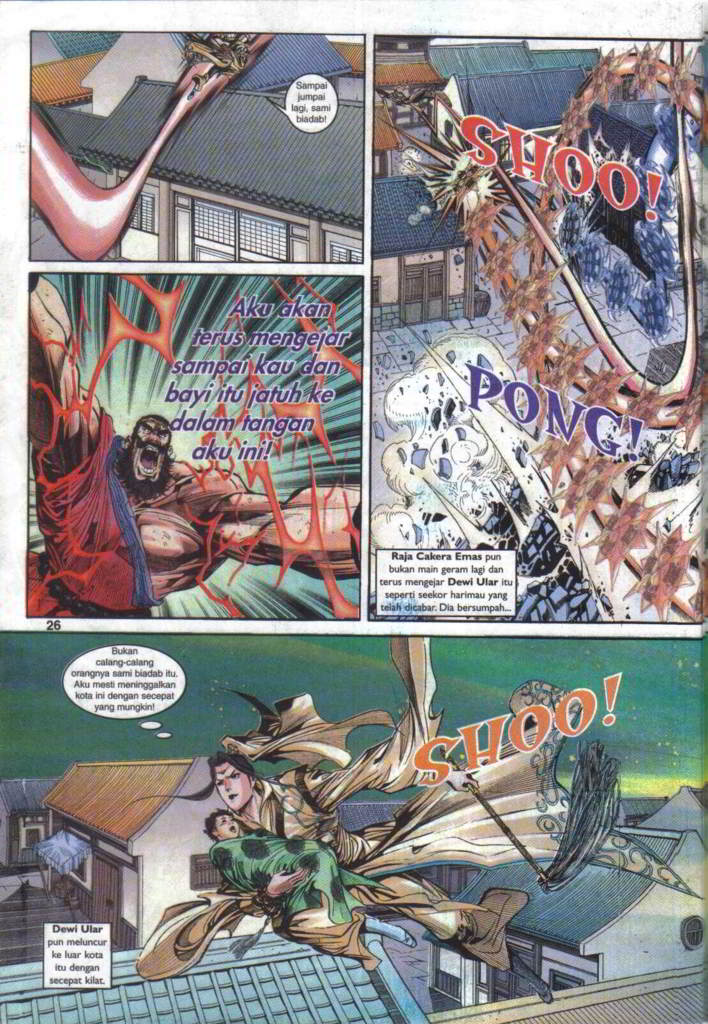 Sampai
jumpai
lagi, sami
biadab!
SHOO!
PONG!
Raja Cakera Emas pun
bukan main geram lagi dan
terus mengejar Dewi Ular itu
seperti seekor harimau yang
telah dicabar. Dia bersumpah...
Aku akan
terus mengejar
sampai kau dan
bayi itu jatuh ke
dalam tangan
aku ini!
26
Bukan
calang-calang
orangnya sami biadab itu.
Aku mesti meninggalkan
kota ini dengan secepat
yang mungkin!
SHOO!
Dewi Ular
pun meluncur
ke luar kota
itu dengan
secepat kilat.